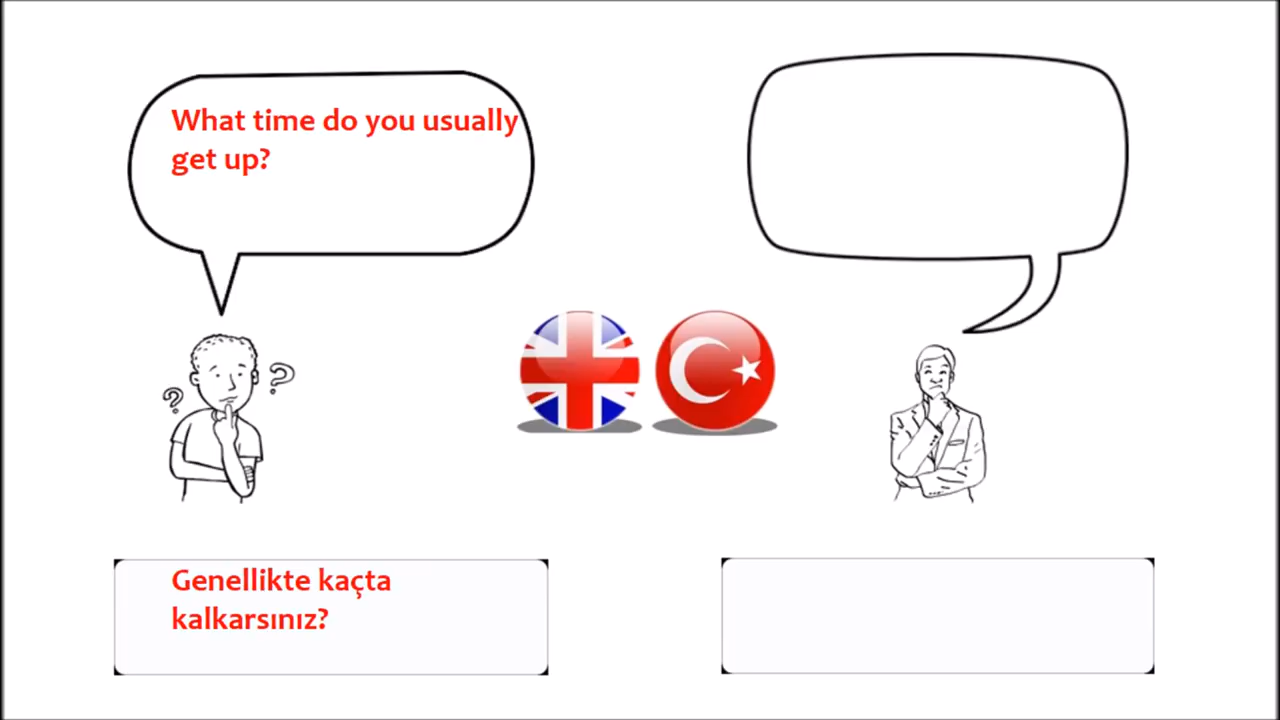 What time do you usually
get up?
Genellikte kaçta
kalkarsınız?